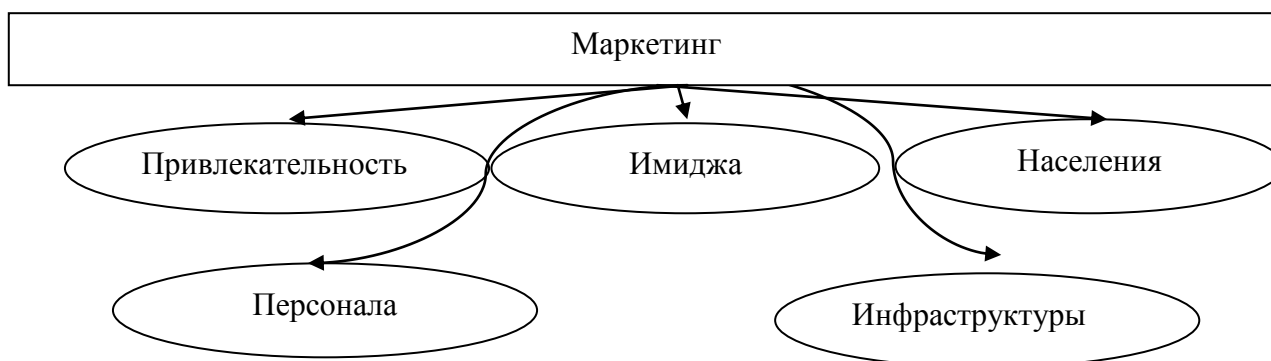 Маркетинг
Привлекательность
Имиджа
Населения
Персонала
Инфраструктуры